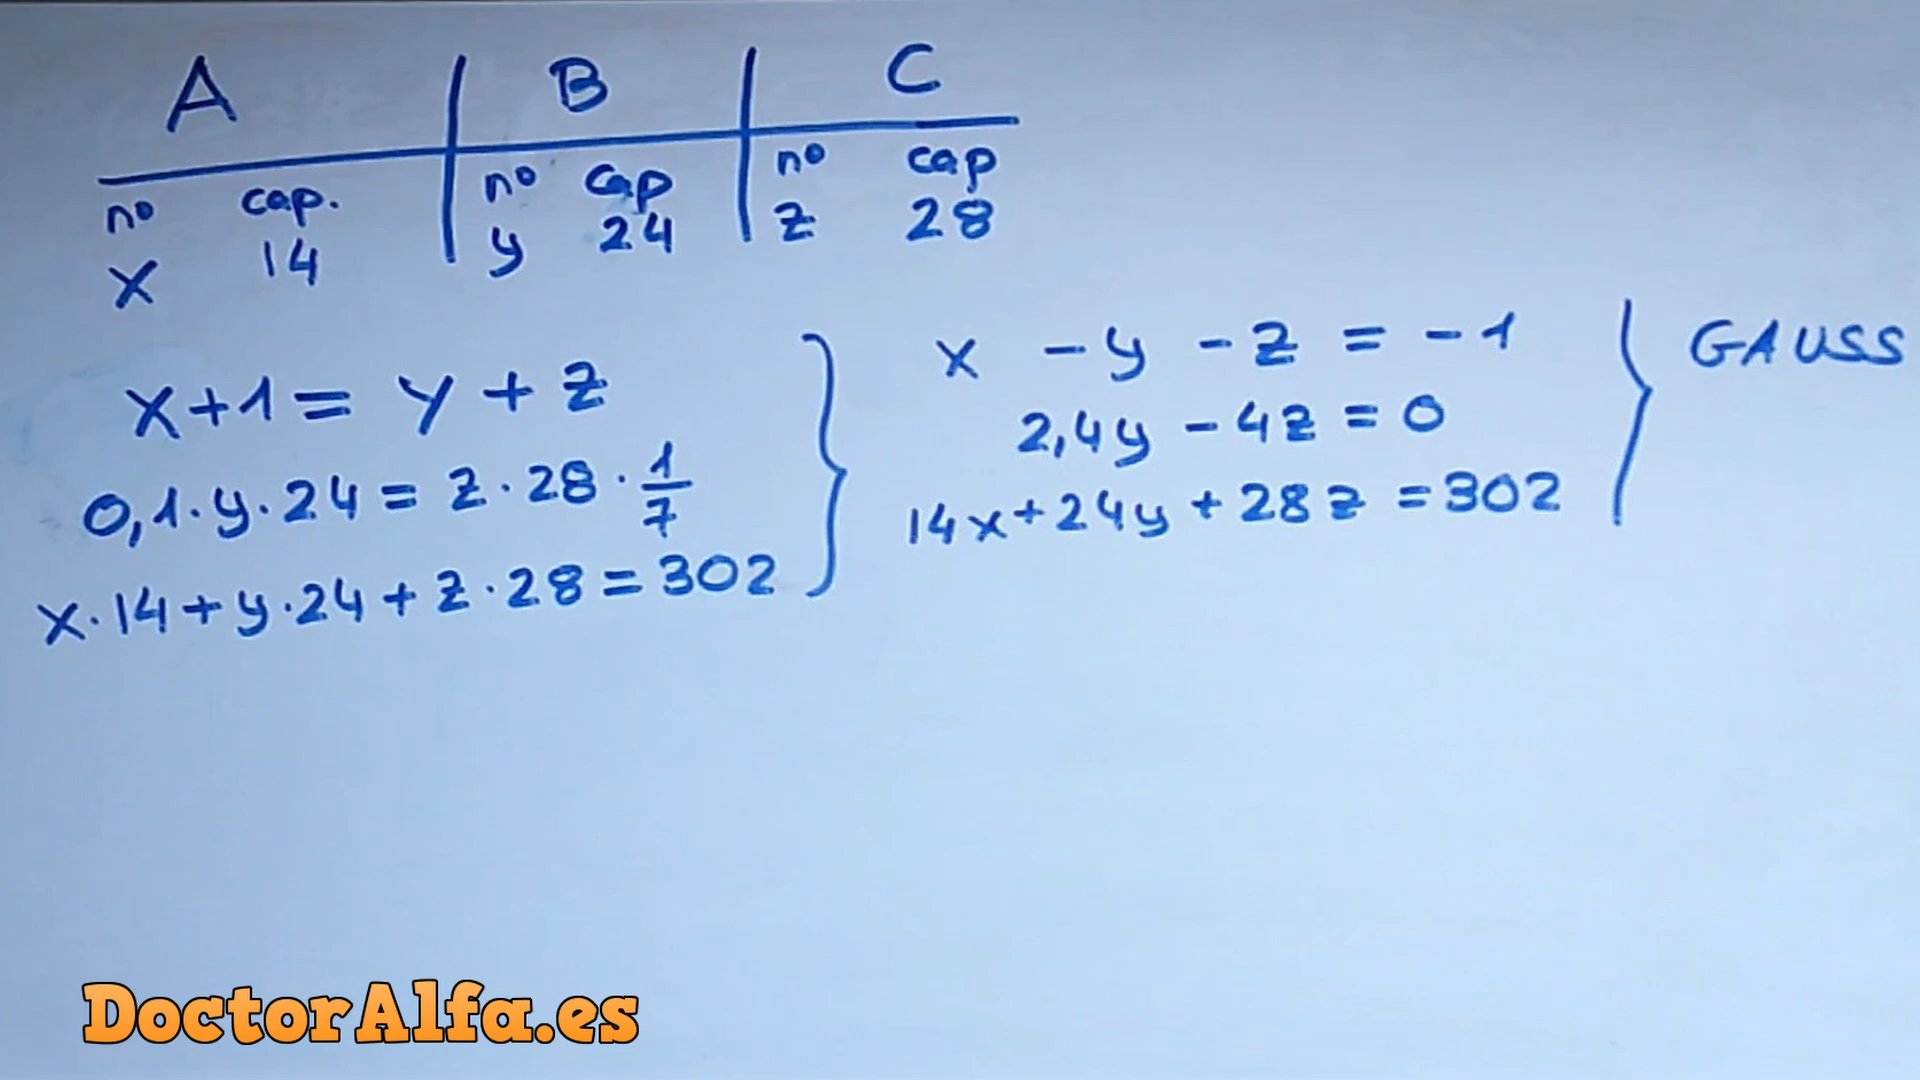 A B C
nº cap. nº cap nº cap
x 14 y 24 z 28
x+1= y+z
0,1·y·24 = z·28·1/7
x·14+y·24+z·28=302
x -y -z = -1
2,4y -4z = 0
14x+24y+28z =302
GAUSS
DoctorAlfa.es